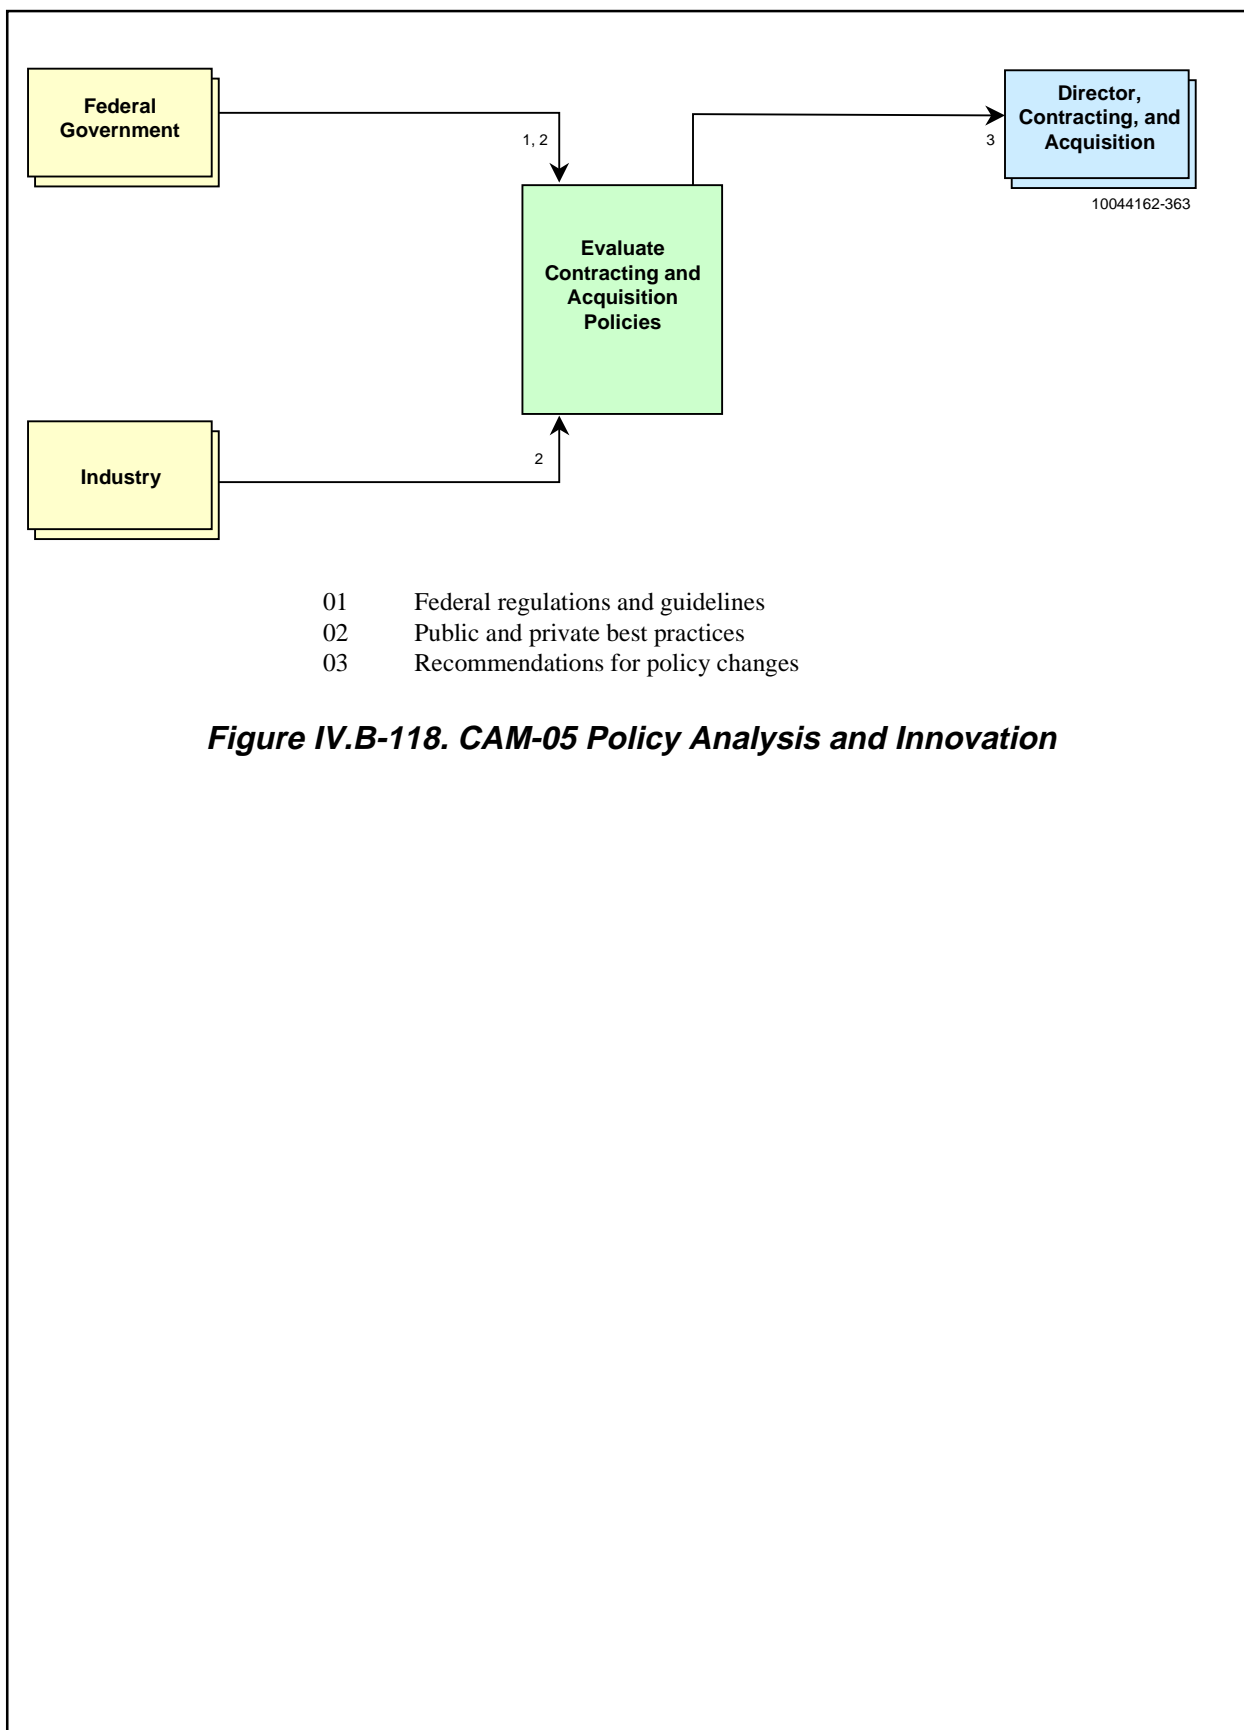 Federal
Government
1, 2
Director,
Contracting, and
Acquisition
3
10044162-363
Evaluate
Contracting and
Acquisition
Policies
Industry
2
01 Federal regulations and guidelines
02 Public and private best practices
03 Recommendations for policy changes
Figure IV.B-118. CAM-05 Policy Analysis and Innovation